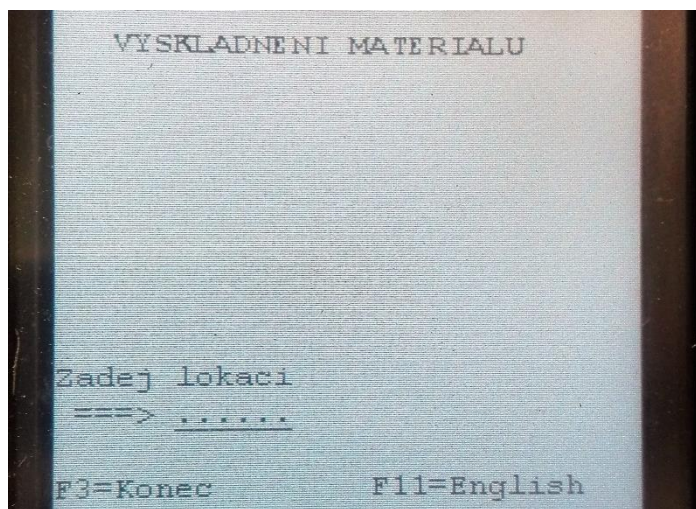 VYSKLADNENI MATERIALU
Zadej lokaci
===> ......
F3=Konec F11=English